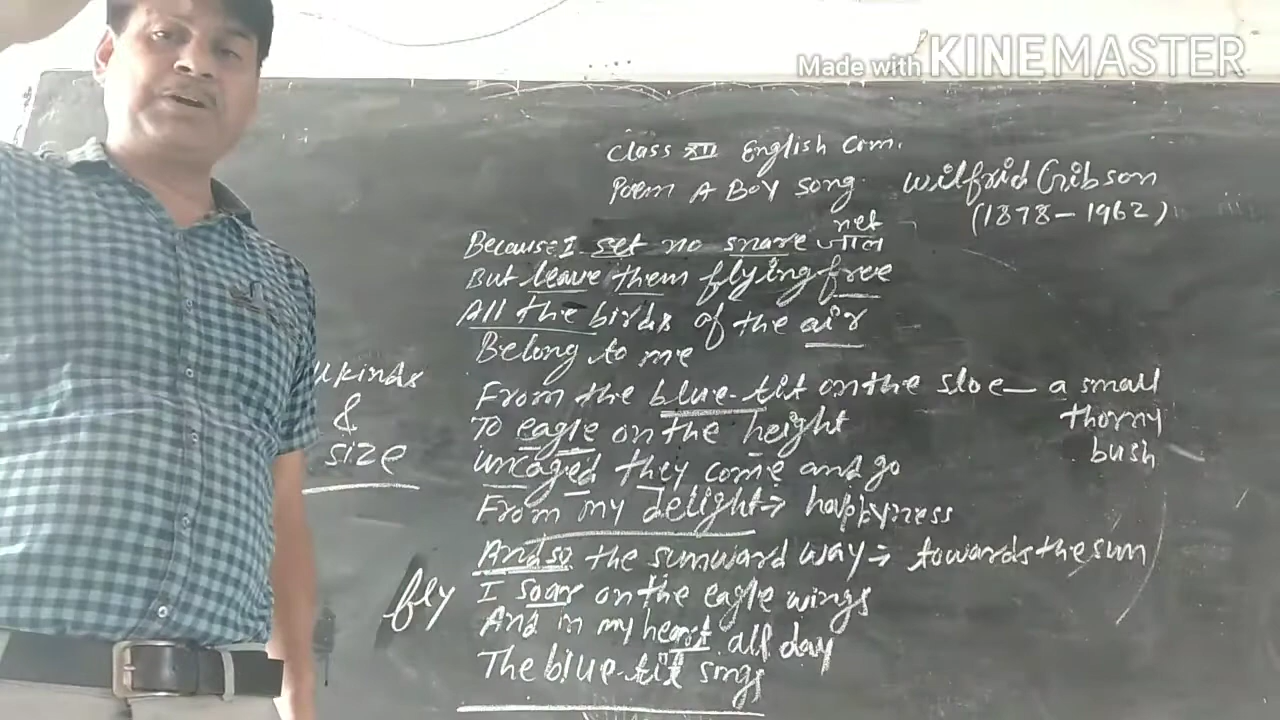 Made with KINEMASTER
Class XII English Com.
Poem A Boy Song Wilfrid Gibson
(1878-1962)
net
Because I set no snare जाल
But leave them flying free
All the birds of the air
Belong to me
From the blue-tit on the sloe — a small
thorny
bush
To eagle on the height
uncaged they come and go
From my delight → happyness
And so the sunward way → towards the sun
I soar on the eagle wings
And in my heart all day
The blue-tit sings
kinds
&
size
fly